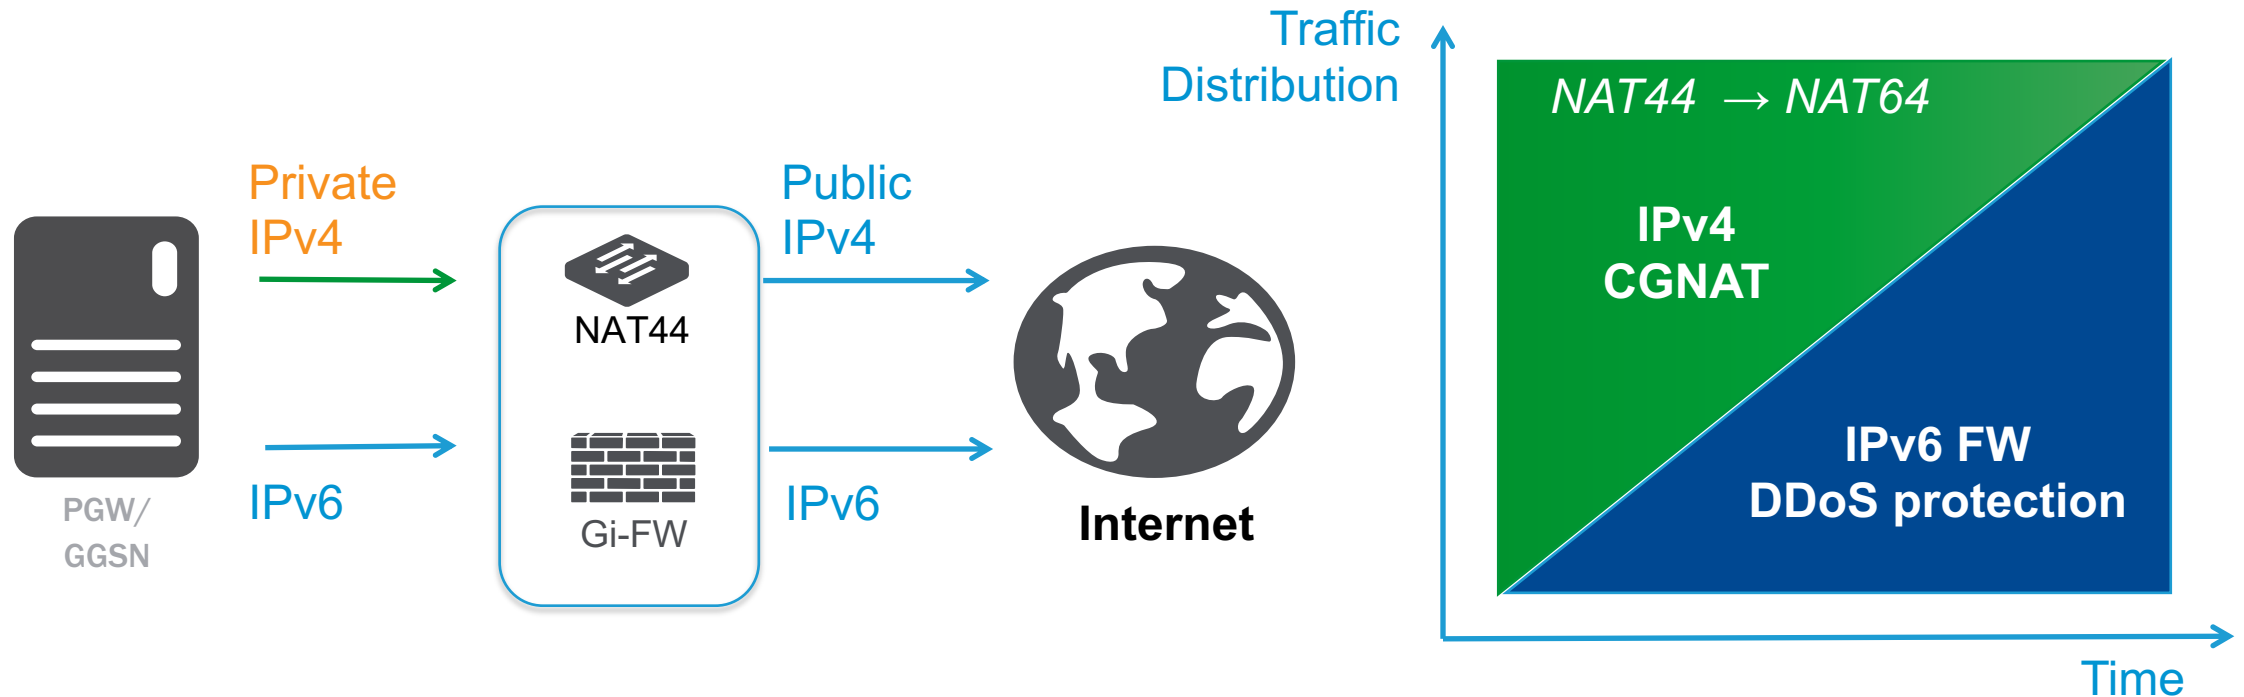 Private
IPv4
PGW/
GGSN
IPv6
NAT44
Gi-FW
Public
IPv4
IPv6
Internet
Traffic
Distribution
NAT44 → NAT64
IPv4
CGNAT
IPv6 FW
DDoS protection
Time